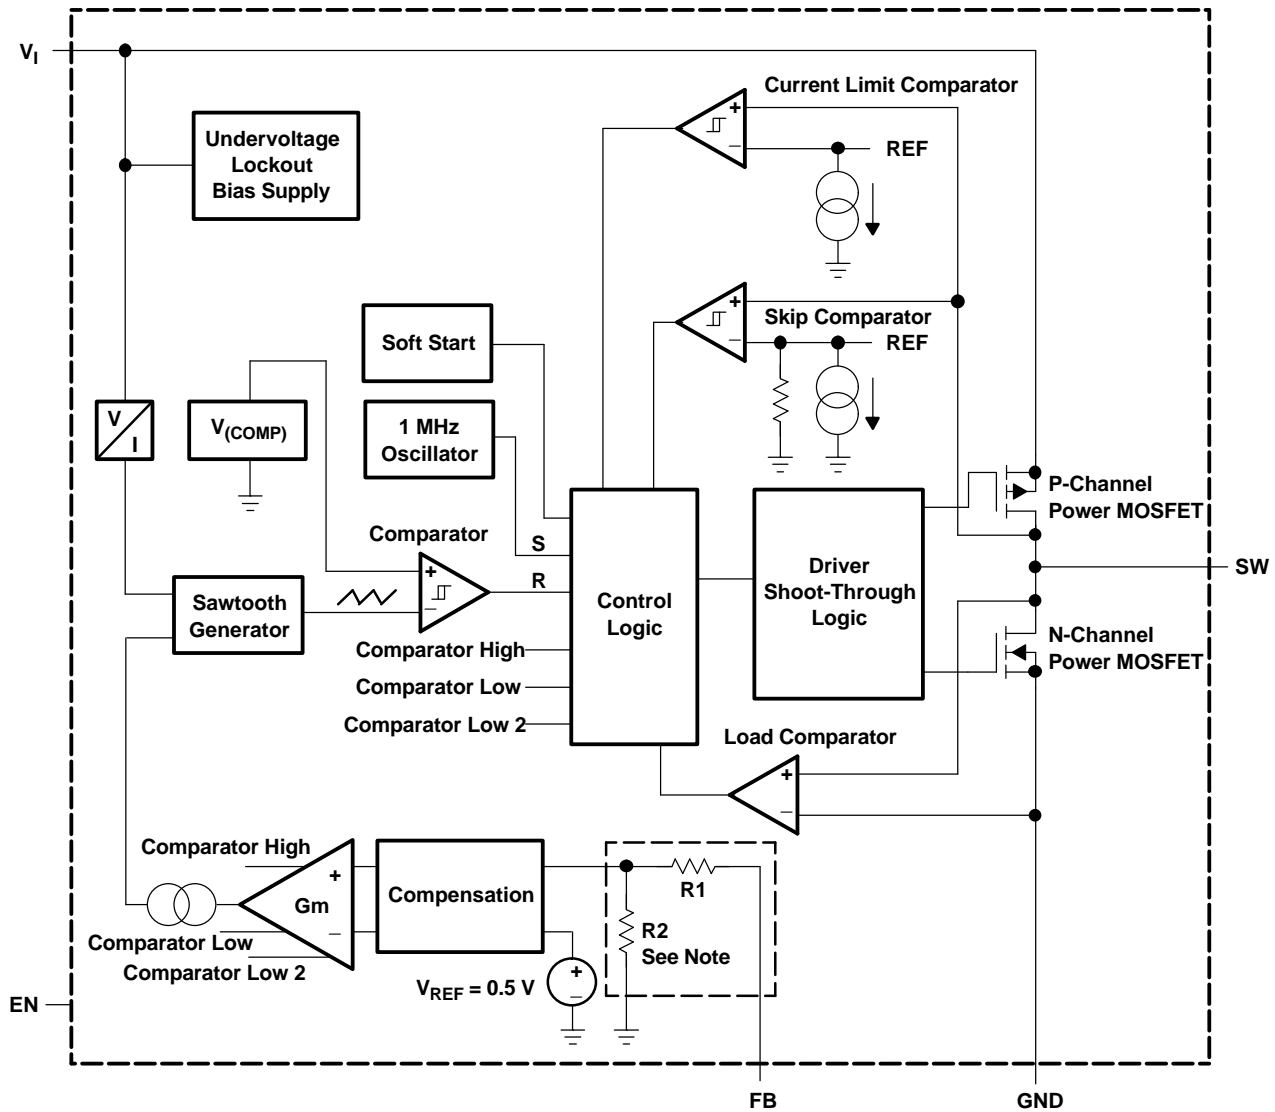 V_I
Current Limit Comparator
+
−
REF
Undervoltage
Lockout
Bias Supply
Soft Start
+
Skip Comparator
−
REF
V
I
V_(COMP)
1 MHz
Oscillator
P-Channel
Power MOSFET
Comparator
S
+
R
−
Control
Logic
Driver
Shoot-Through
Logic
SW
Sawtooth
Generator
N-Channel
Power MOSFET
Comparator High
Comparator Low
Comparator Low 2
Load Comparator
+
−
Comparator High
+
Gm
−
Compensation
R1
R2
See Note
Comparator Low
Comparator Low 2
V_REF = 0.5 V
+
−
EN
FB
GND